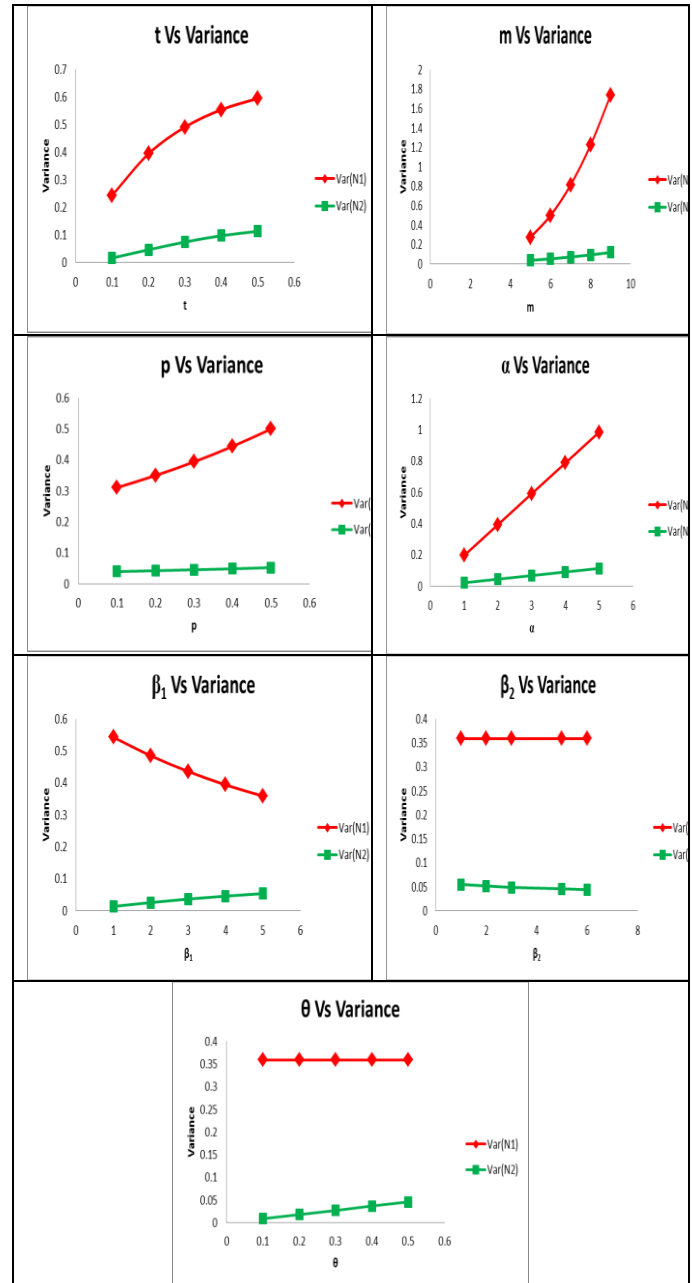 t Vs Variance
0.7
0.6
0.5
0.4
0.3
0.2
0.1
0
Variance
0 0.1 0.2 0.3 0.4 0.5 0.6
t
Var(N1)
Var(N2)
m Vs Variance
2
1.8
1.6
1.4
1.2
1
0.8
0.6
0.4
0.2
0
Variance
0 2 4 6 8 10
m
Var(N
Var(N
p Vs Variance
0.6
0.5
0.4
0.3
0.2
0.1
0
Variance
0 0.1 0.2 0.3 0.4 0.5 0.6
p
Var(
Var(
α Vs Variance
1.2
1
0.8
0.6
0.4
0.2
0
Variance
0 1 2 3 4 5 6
α
Var(N
Var(N
β₁ Vs Variance
0.6
0.5
0.4
0.3
0.2
0.1
0
Variance
0 1 2 3 4 5 6
β₁
Var(N1)
Var(N2)
β₂ Vs Variance
0.4
0.35
0.3
0.25
0.2
0.15
0.1
0.05
0
Variance
0 2 4 6 8
β₂
Var(
Var(
θ Vs Variance
0.4
0.35
0.3
0.25
0.2
0.15
0.1
0.05
0
Variance
0 0.1 0.2 0.3 0.4 0.5 0.6
θ
Var(N1)
Var(N2)